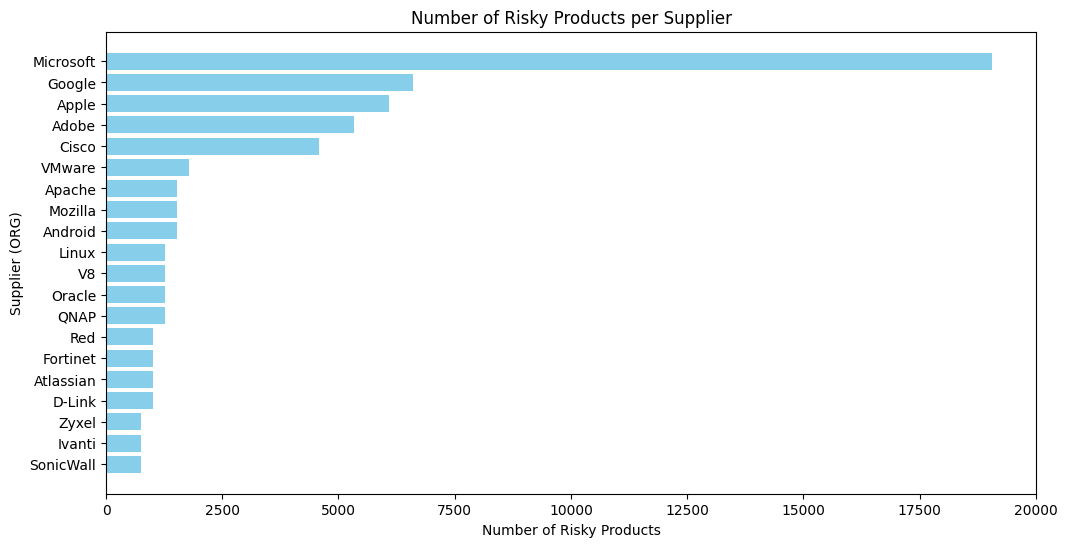 Number of Risky Products per Supplier
Supplier (ORG)
Microsoft
Google
Apple
Adobe
Cisco
VMware
Apache
Mozilla
Android
Linux
V8
Oracle
QNAP
Red
Fortinet
Atlassian
D-Link
Zyxel
Ivanti
SonicWall
0 2500 5000 7500 10000 12500 15000 17500 20000
Number of Risky Products